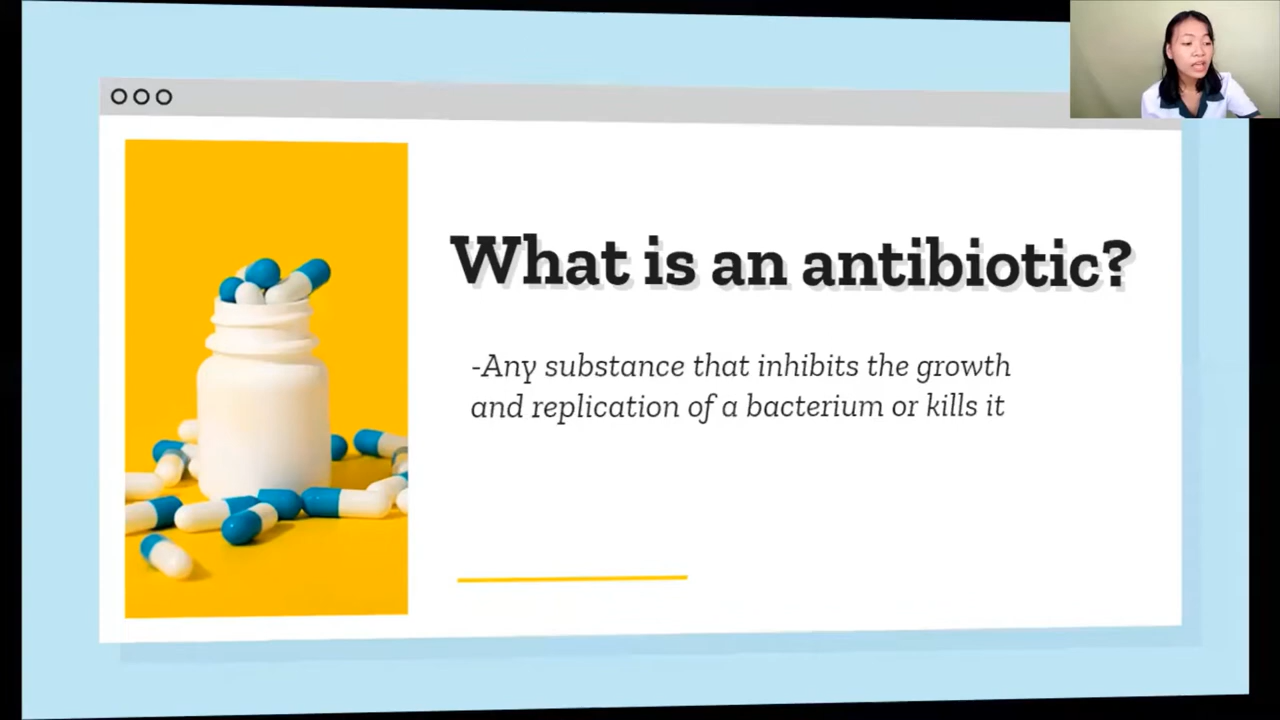 What is an antibiotic?
-Any substance that inhibits the growth
and replication of a bacterium or kills it